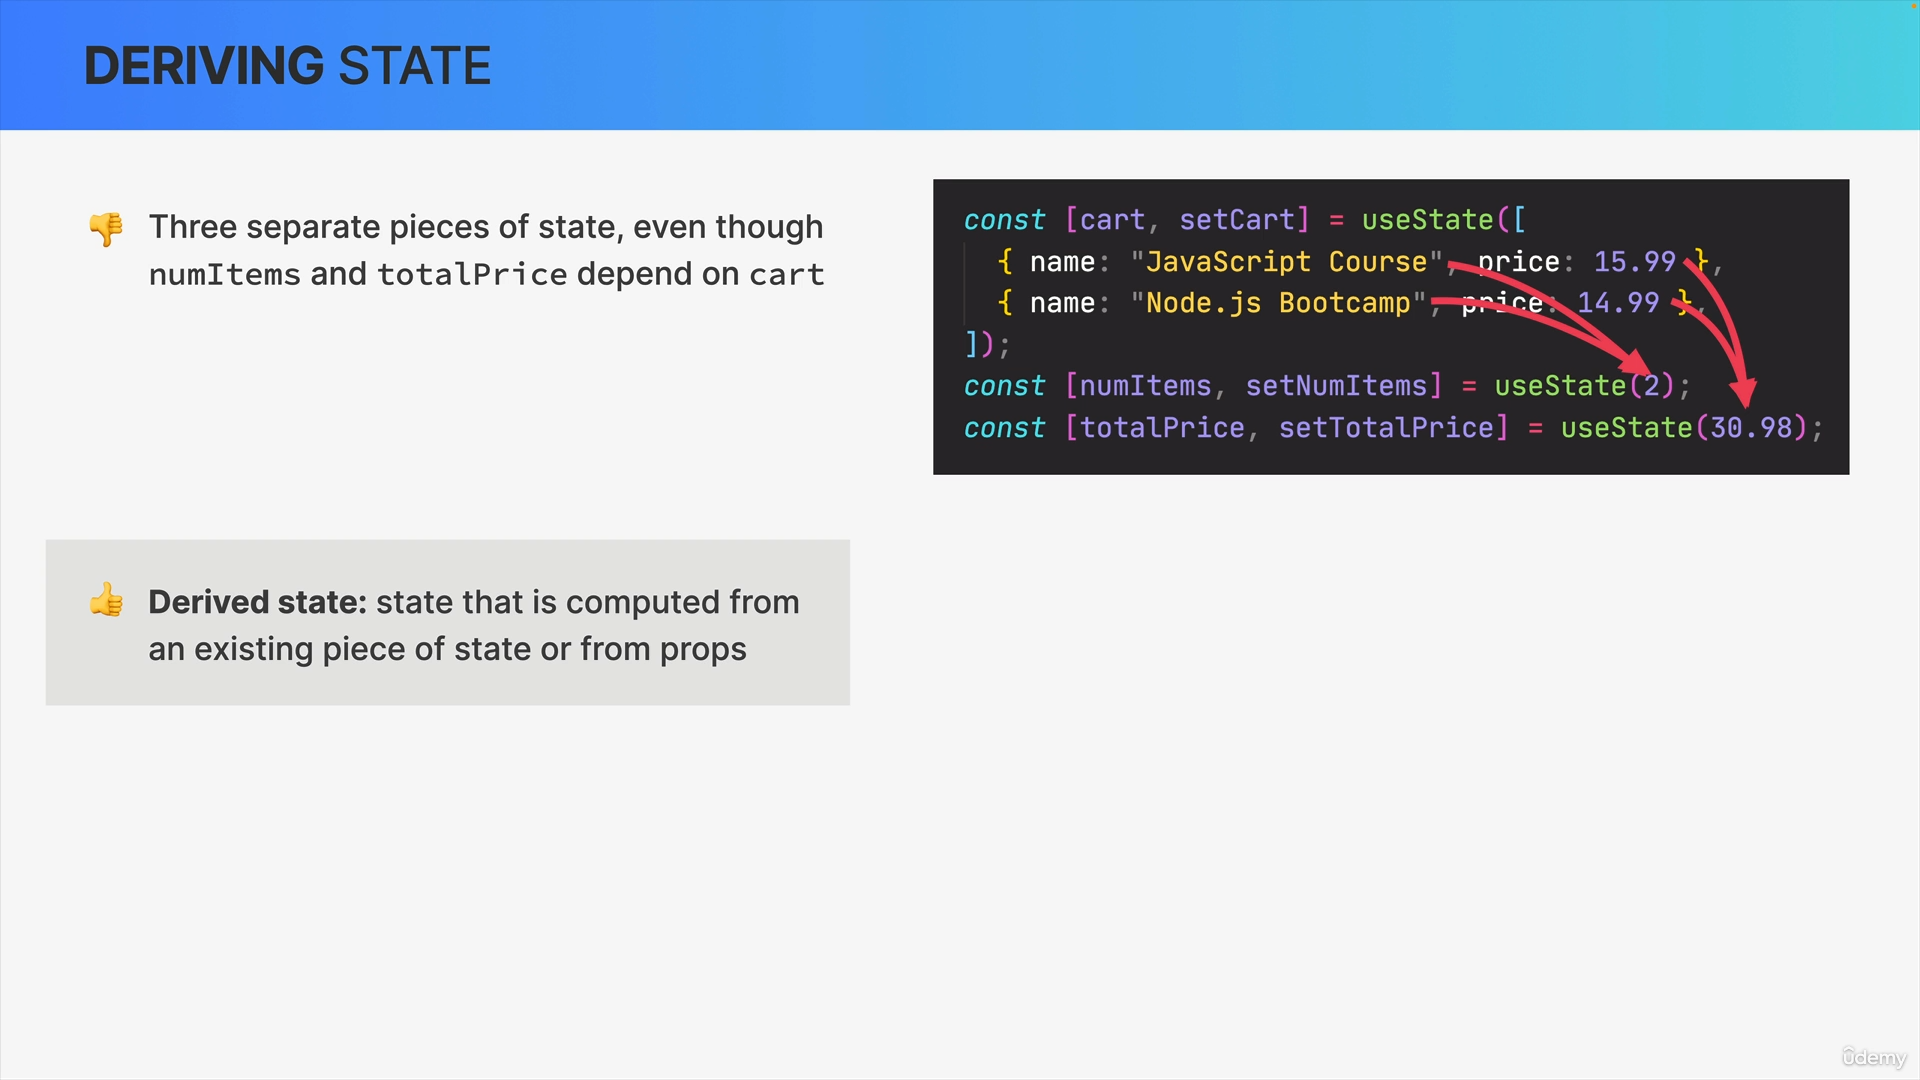 DERIVING STATE
👎 Three separate pieces of state, even though
numItems and totalPrice depend on cart
const [cart, setCart] = useState([
{ name: "JavaScript Course", price: 15.99 },
{ name: "Node.js Bootcamp", price: 14.99 },
]);
const [numItems, setNumItems] = useState(2);
const [totalPrice, setTotalPrice] = useState(30.98);
👍 Derived state: state that is computed from
an existing piece of state or from props
ûdemy